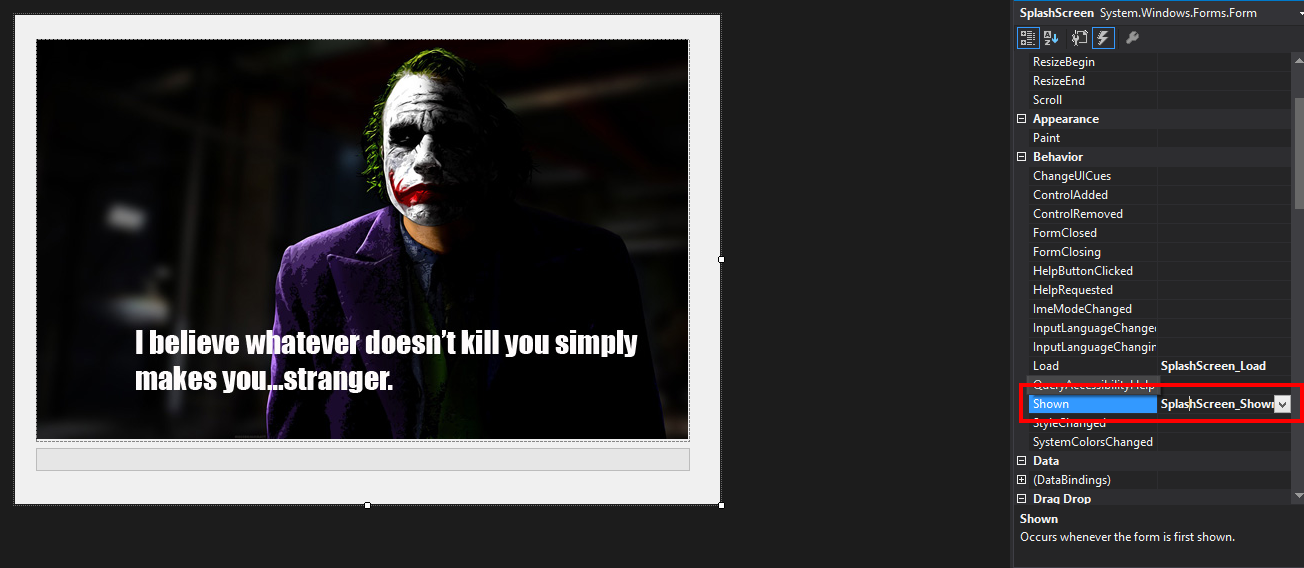 I believe whatever doesn’t kill you simply
makes you...stranger.
SplashScreen System.Windows.Forms.Form
ResizeBegin
ResizeEnd
Scroll
Appearance
Paint
Behavior
ChangeUICues
ControlAdded
ControlRemoved
FormClosed
FormClosing
HelpButtonClicked
HelpRequested
ImeModeChanged
InputLanguageChanged
InputLanguageChangin
Load SplashScreen_Load
QueryAccessibilityHelp
Shown SplashScreen_Shown
StyleChanged
SystemColorsChanged
Data
(DataBindings)
Drag Drop
Shown
Occurs whenever the form is first shown.